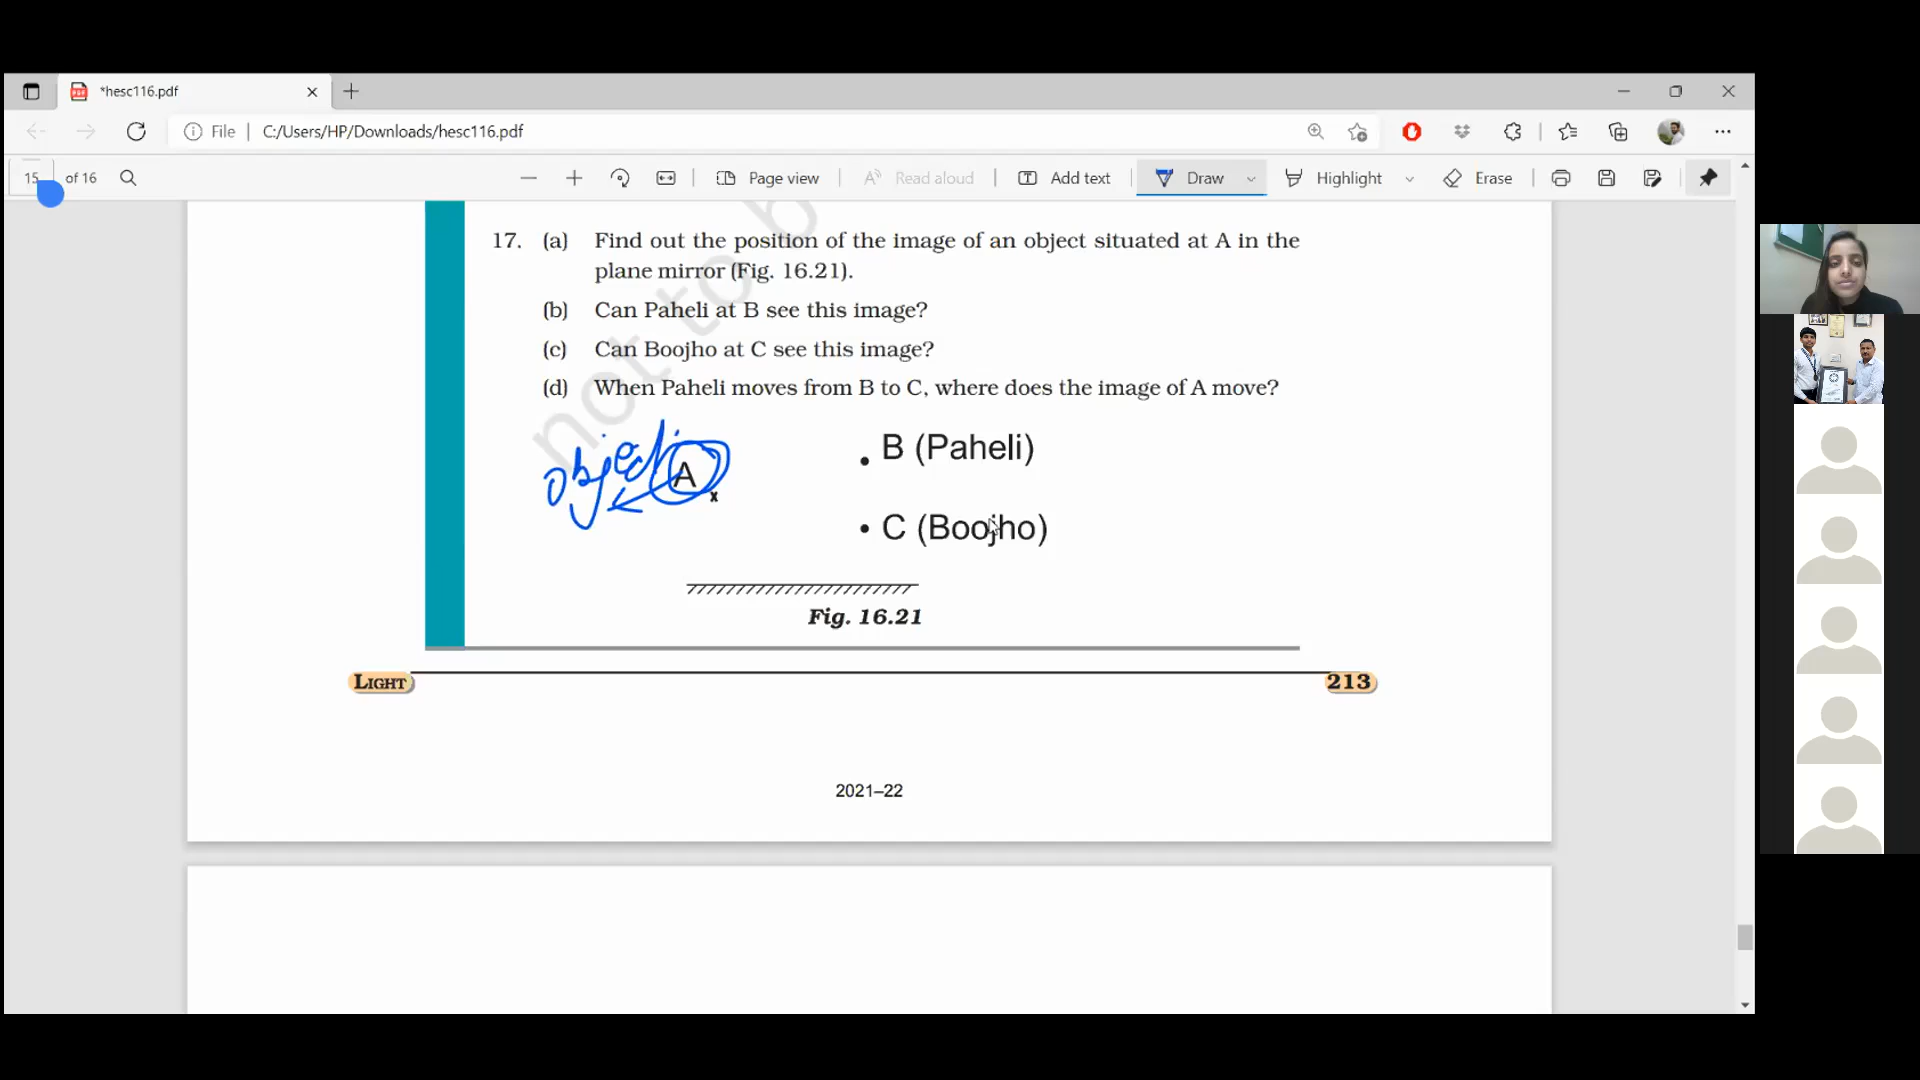 *hesc116.pdf
File
C:/Users/HP/Downloads/hesc116.pdf
15 of 16
Page view
Read aloud
Add text
Draw
Highlight
Erase
not to b
17. (a) Find out the position of the image of an object situated at A in the
plane mirror (Fig. 16.21).
(b) Can Paheli at B see this image?
(c) Can Boojho at C see this image?
(d) When Paheli moves from B to C, where does the image of A move?
object
A
x
B (Paheli)
C (Boojho)
Fig. 16.21
LIGHT
213
2021–22